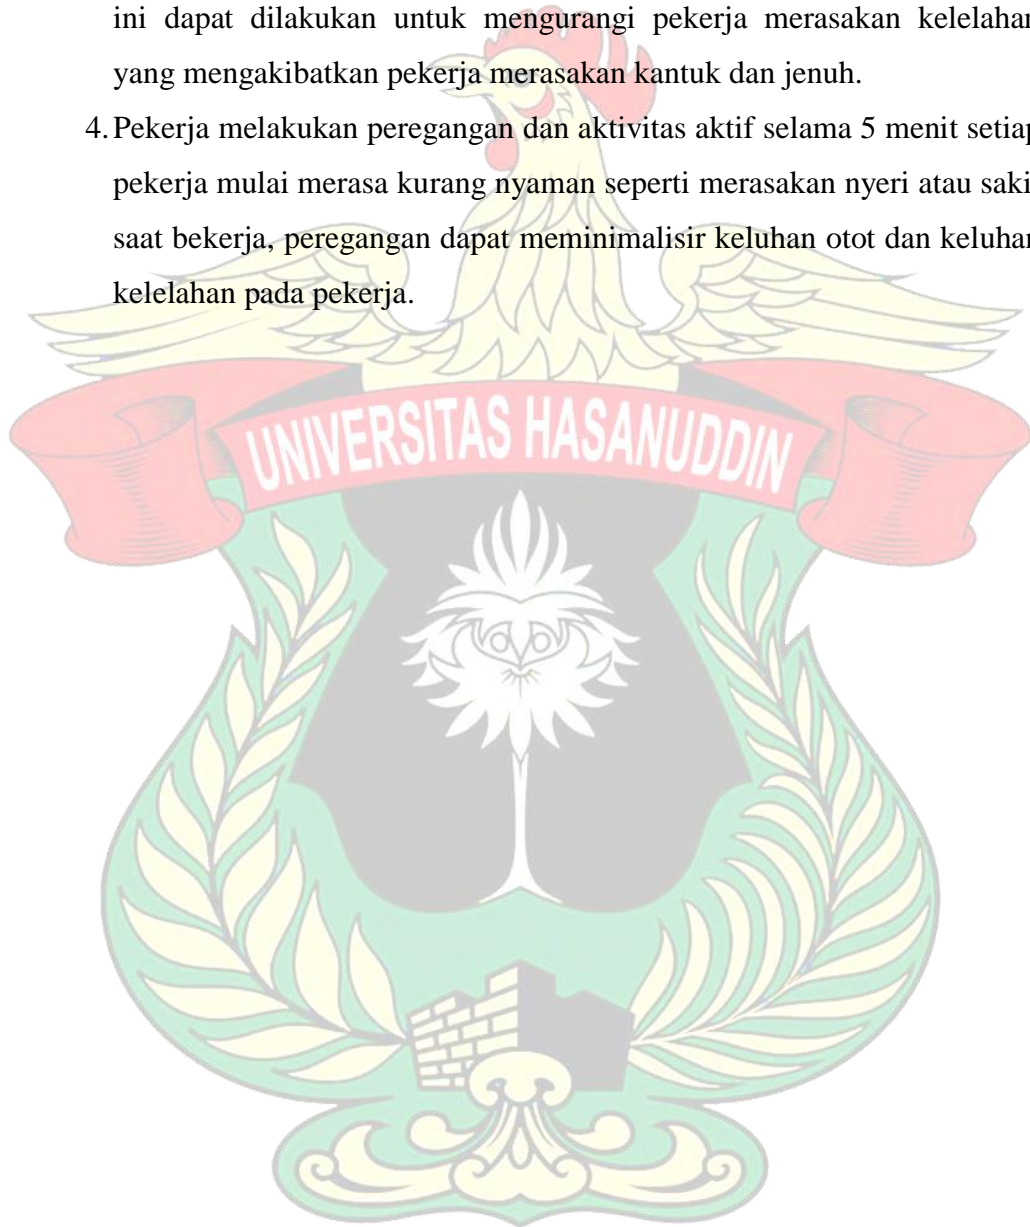 ini dapat dilakukan untuk mengurangi pekerja merasakan kelelahan
yang mengakibatkan pekerja merasakan kantuk dan jenuh.
4. Pekerja melakukan peregangan dan aktivitas aktif selama 5 menit setiap
pekerja mulai merasa kurang nyaman seperti merasakan nyeri atau saki
saat bekerja, peregangan dapat meminimalisir keluhan otot dan keluhan
kelelahan pada pekerja.
UNIVERSITAS HASANUDDIN